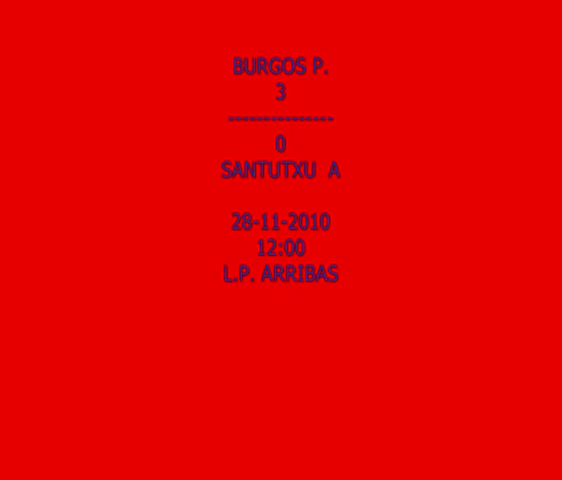 BURGOS P.
3
---------------
0
SANTUTXU  A
28-11-2010
12:00
L.P. ARRIBAS